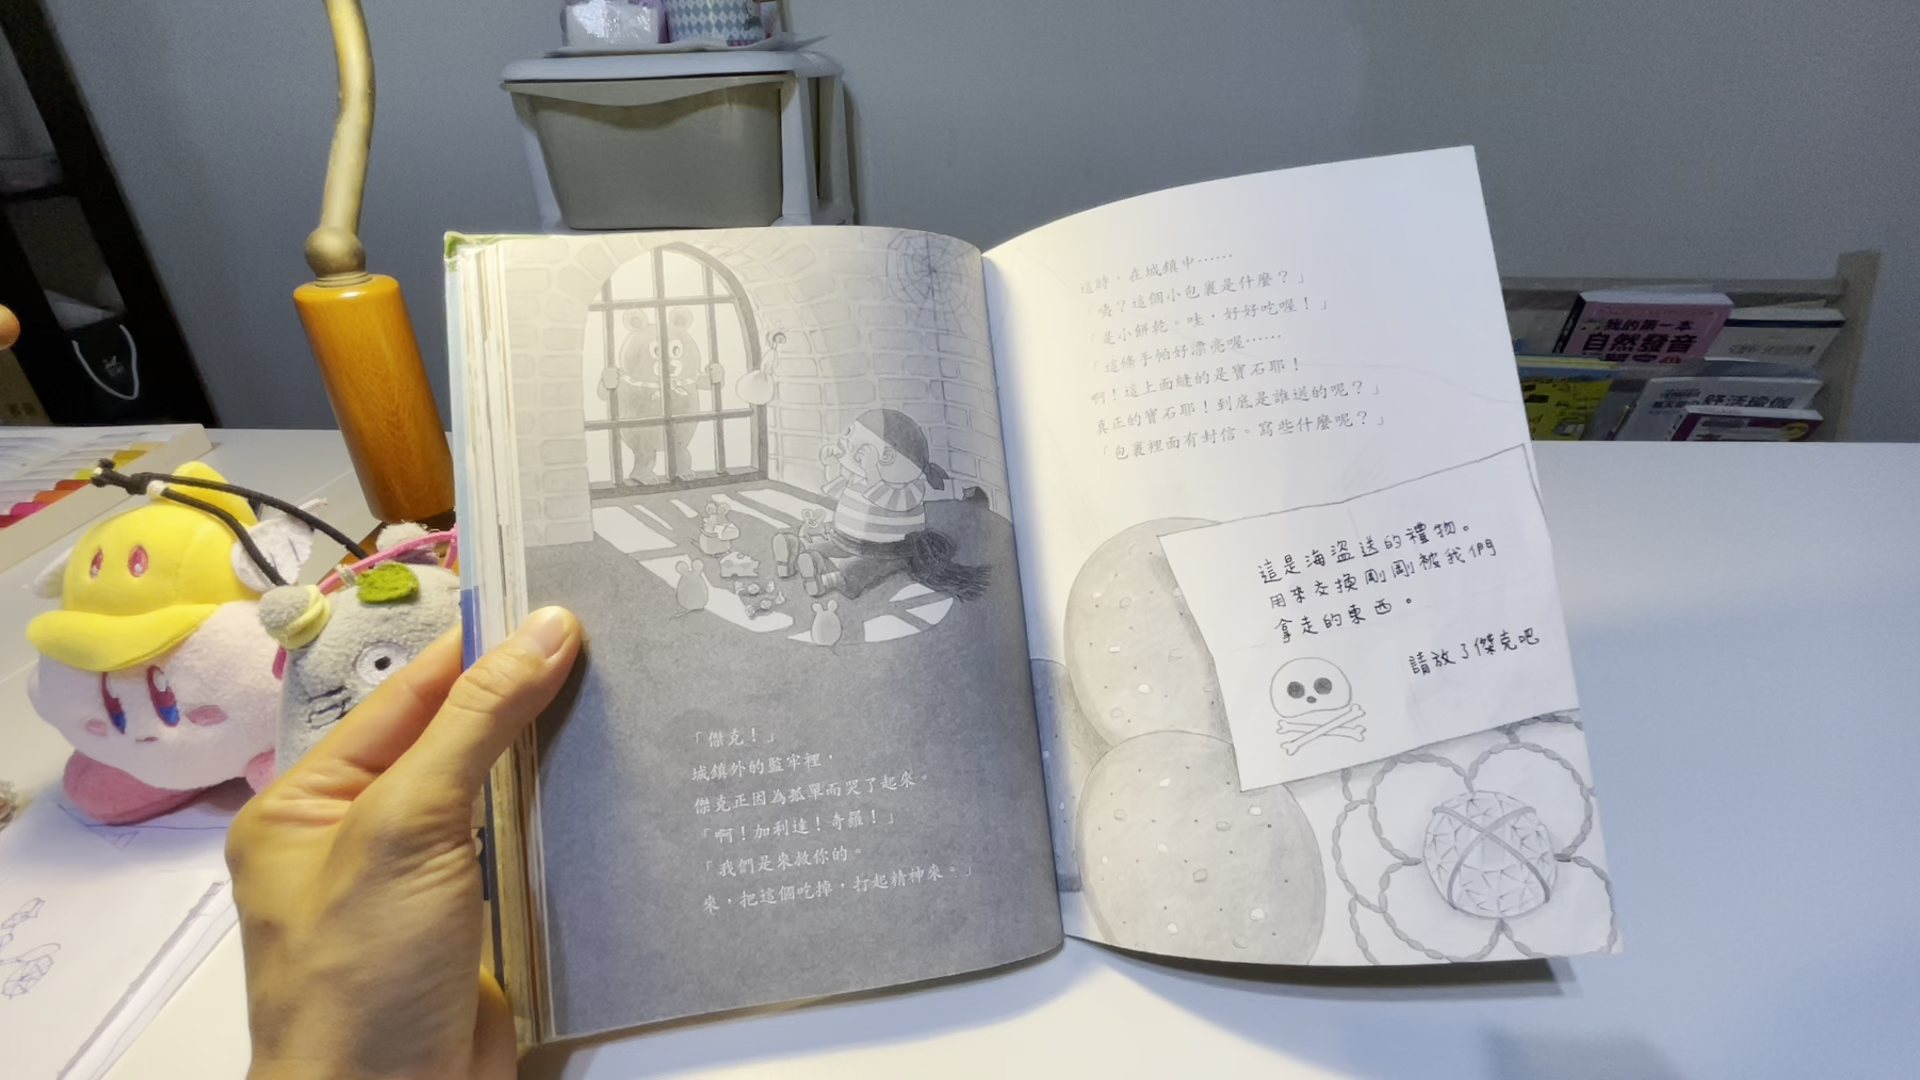 「傑克！」
城鎮外的監牢裡，
傑克正因為孤單而哭了起來。
「啊！加利達！奇羅！」
「我們是來救你的。
來，把這個吃掉，打起精神來。」
這時，在城鎮中……
「咦？這個小包裹是什麼？」
「是小餅乾。哇，好好吃喔！」
「這條手帕好漂亮喔……
啊！這上面縫的是寶石耶！
真正的寶石耶！到底是誰送的呢？」
「包裹裡面有封信。寫些什麼呢？」
這是海盜送的禮物。
用來交換剛剛被我們
拿走的東西。
請放了傑克吧
我的第一本
自然發音